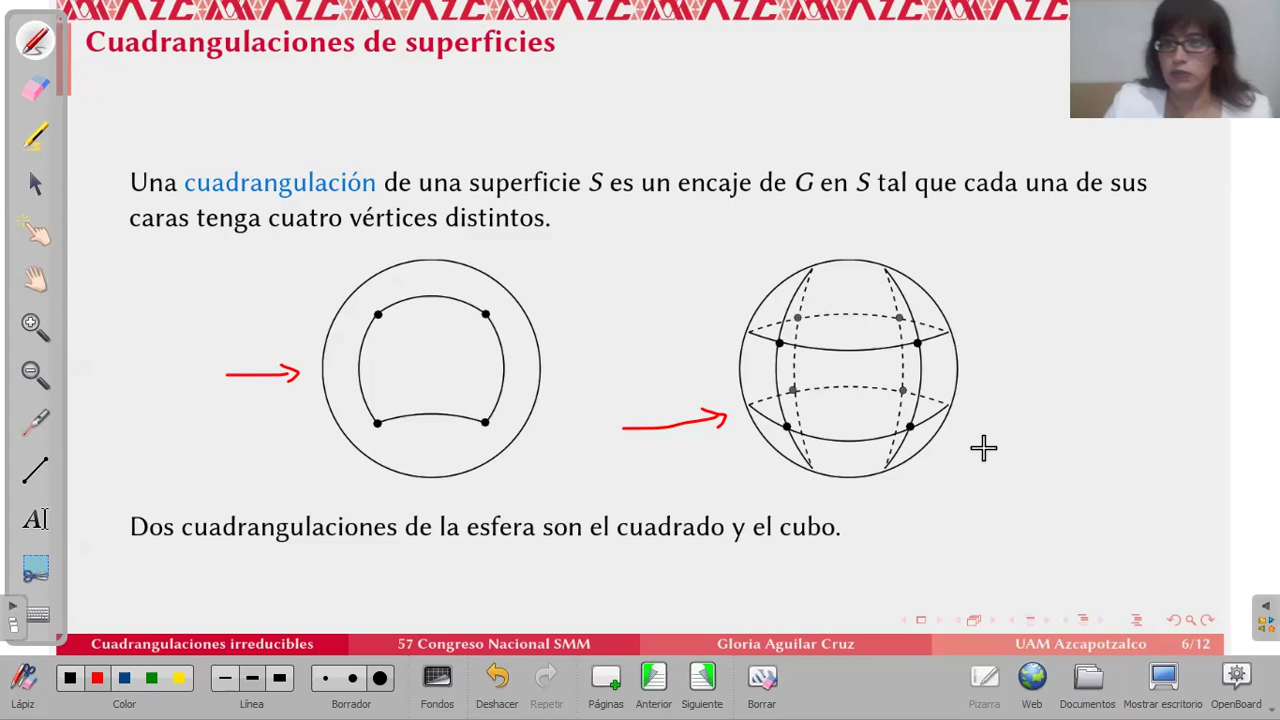 Cuadrangulaciones de superficies
Una cuadrangulación de una superficie S es un encaje de G en S tal que cada una de sus
caras tenga cuatro vértices distintos.
Dos cuadrangulaciones de la esfera son el cuadrado y el cubo.
Cuadrangulaciones irreducibles
57 Congreso Nacional SMM
Gloria Aguilar Cruz
UAM Azcapotzalco
6/12
Lápiz
Color
Línea
Borrador
Fondos
Deshacer
Repetir
Páginas
Anterior
Siguiente
Borrar
Pizarra
Web
Documentos
Mostrar escritorio
OpenBoard